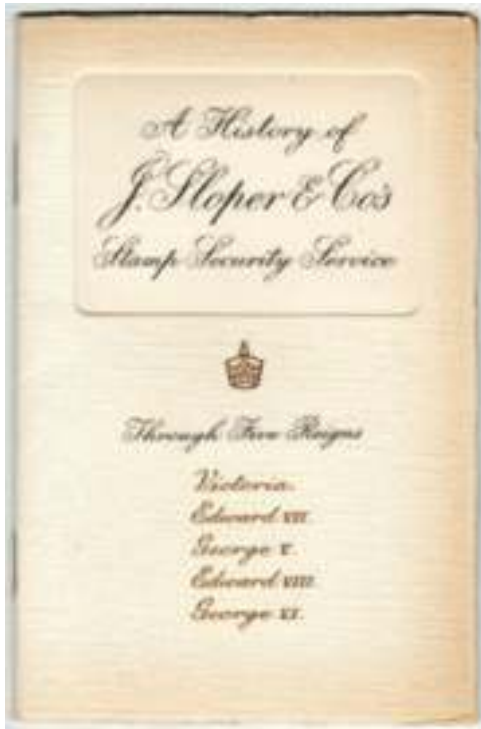 A History of
J. Sloper & Co's
Stamp Security Service
Through Five Reigns
Victoria.
Edward VII.
George V.
Edward VIII.
George VI.